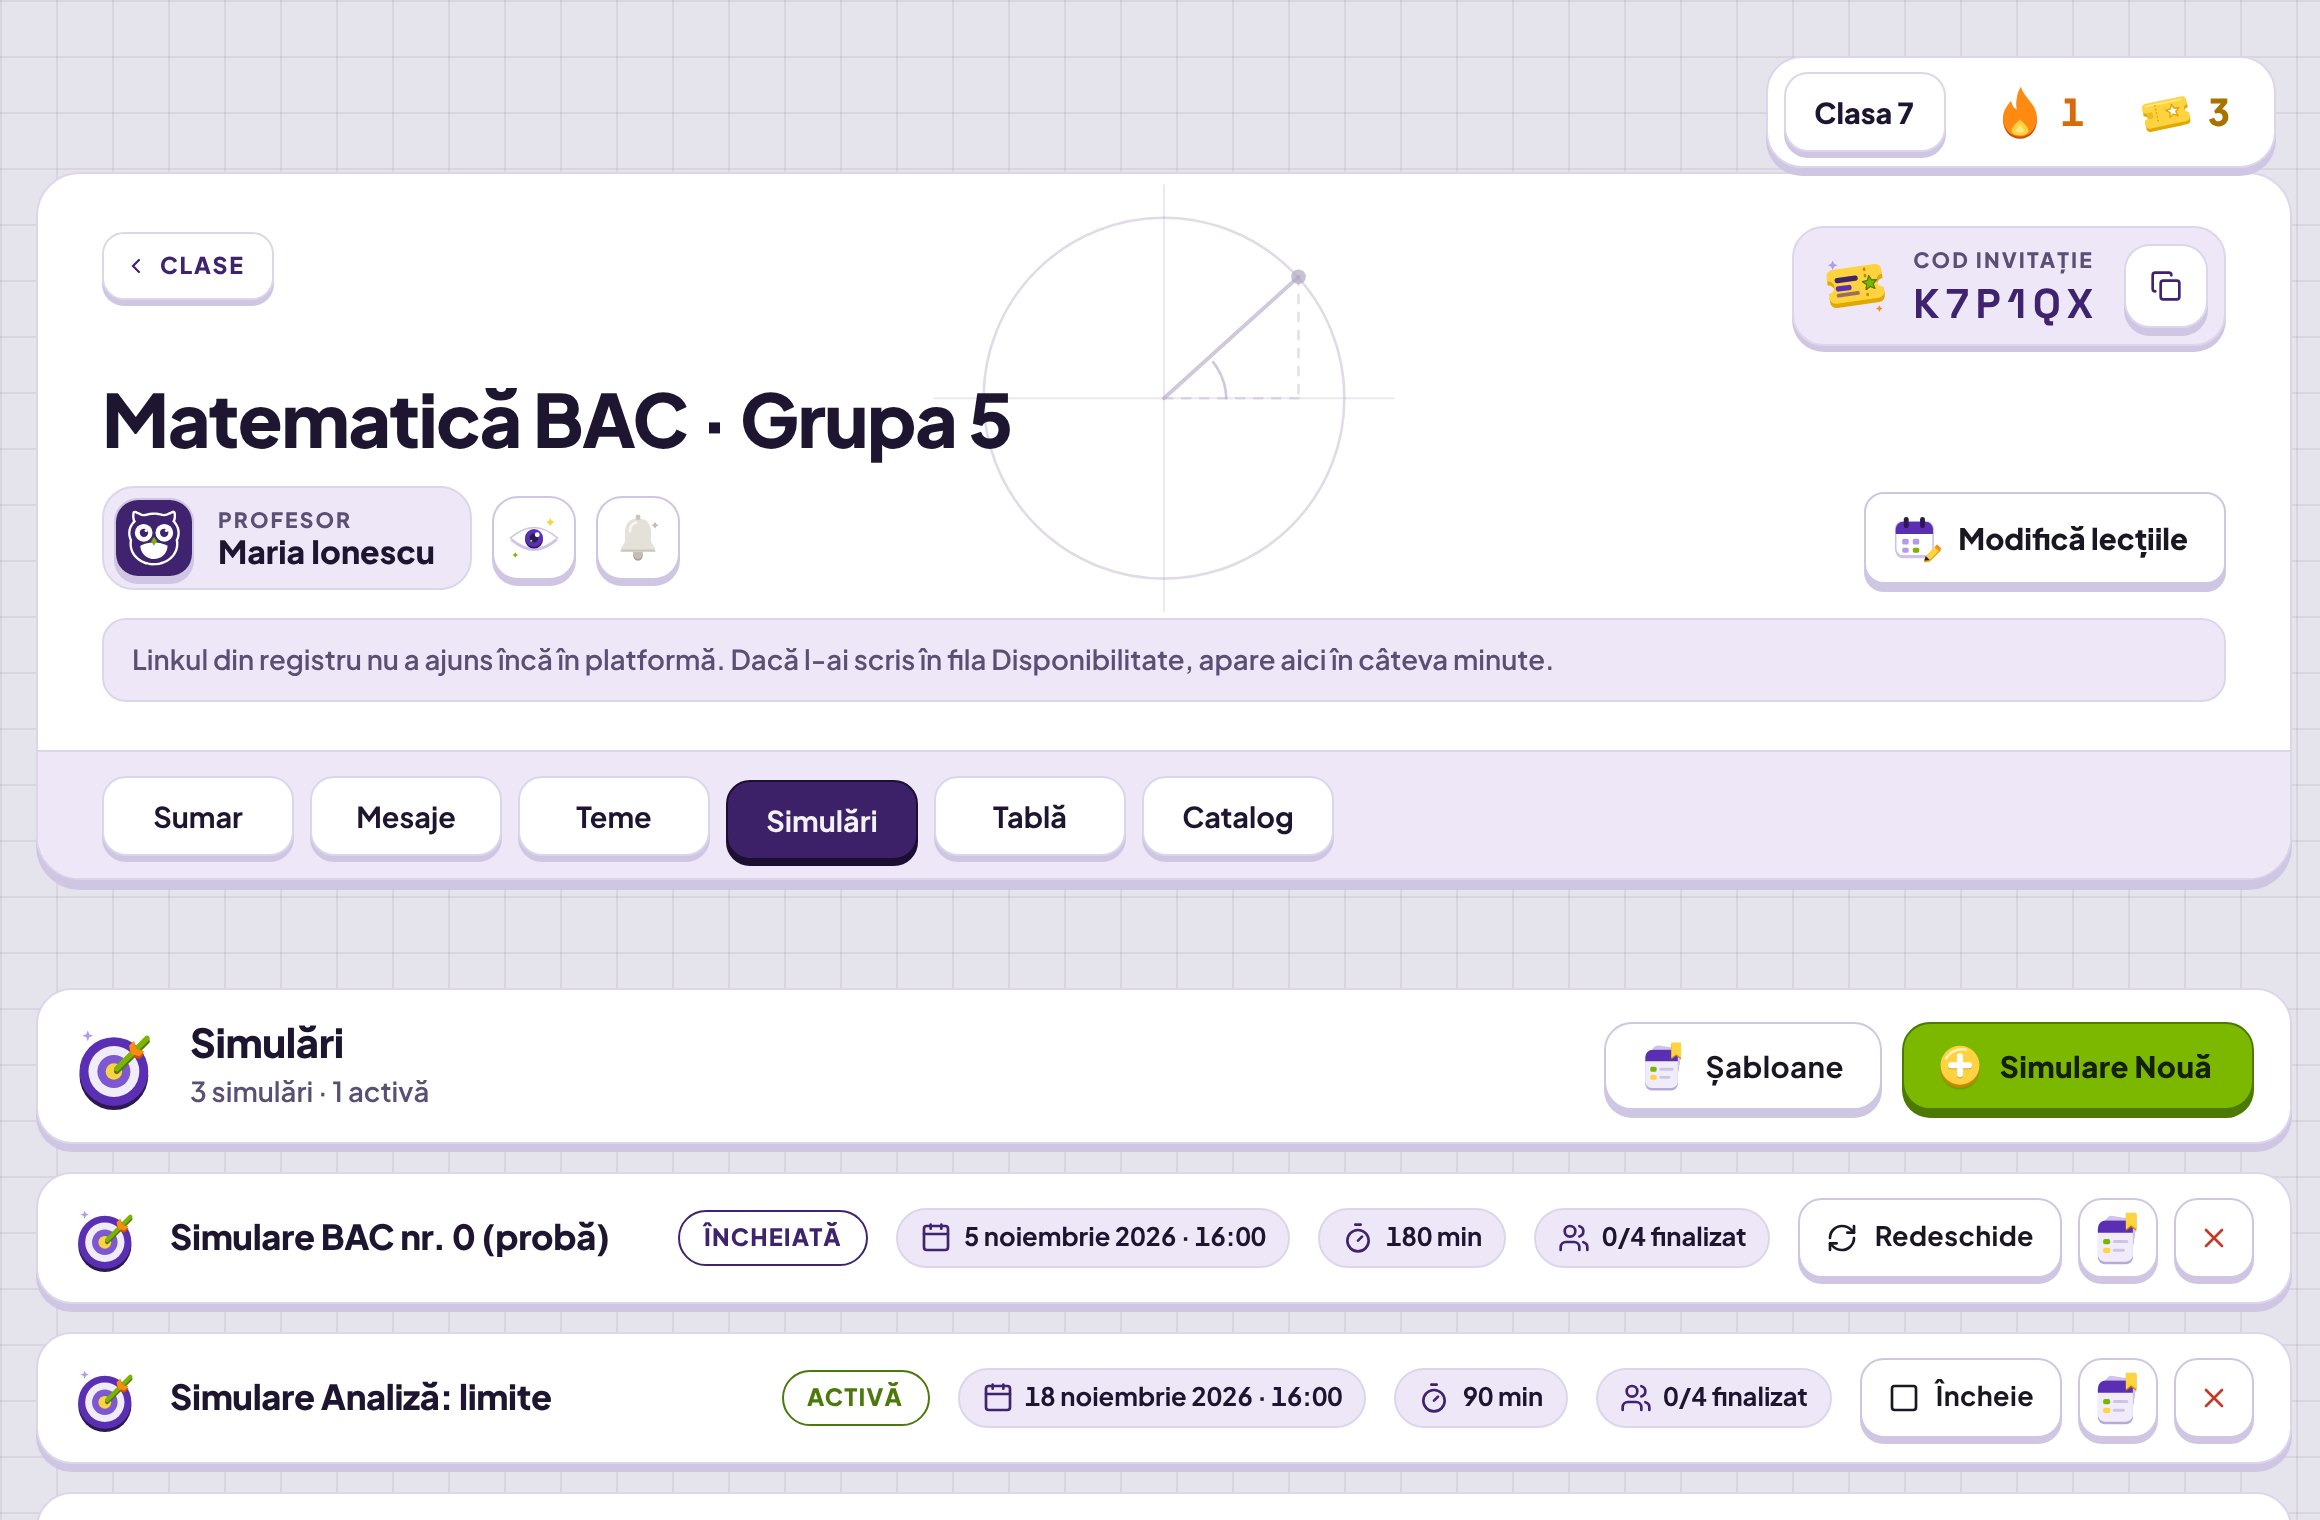 Clasa 7
1
3
CLASE
COD INVITAȚIE
K7P1QX
Matematică BAC · Grupa 5
PROFESOR
Maria Ionescu
Modifică lecțiile
Linkul din registru nu a ajuns încă în platformă. Dacă l-ai scris în fila Disponibilitate, apare aici în câteva minute.
Sumar
Mesaje
Teme
Simulări
Tablă
Catalog
Simulări
3 simulări · 1 activă
Șabloane
Simulare Nouă
Simulare BAC nr. 0 (probă)
ÎNCHEIATĂ
5 noiembrie 2026 · 16:00
180 min
0/4 finalizat
Redeschide
Simulare Analiză: limite
ACTIVĂ
18 noiembrie 2026 · 16:00
90 min
0/4 finalizat
Încheie